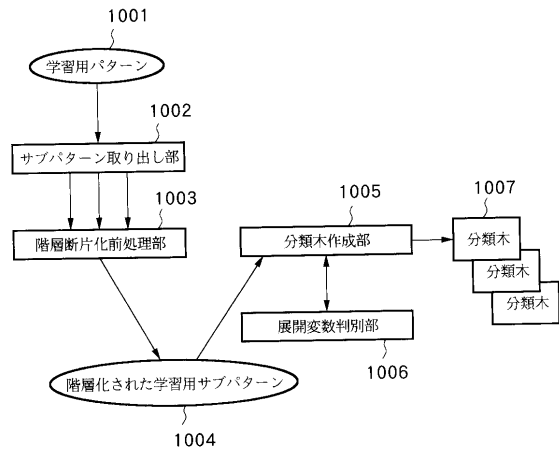 1001
学習用パターン
1002
サブパターン取り出し部
1003
階層断片化前処理部
1005
分類木作成部
1007
分類木
分類木
分類木
展開変数判別部
1006
階層化された学習用サブパターン
1004